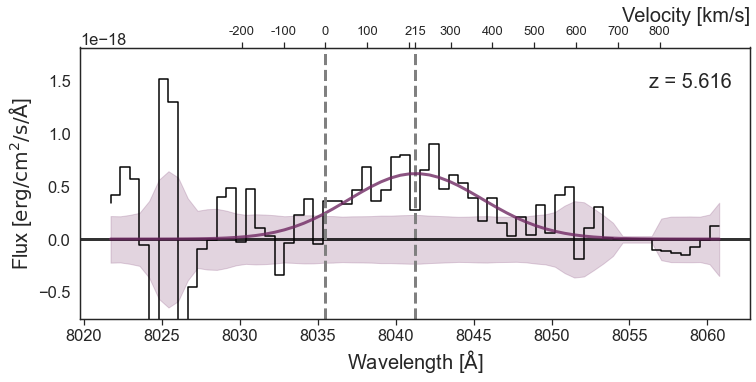 Velocity [km/s]
-200 -100 0 100 215 300 400 500 600 700 800
1e−18
z = 5.616
1.5
1.0
0.5
0.0
−0.5
Flux [erg/cm²/s/Å]
8020 8025 8030 8035 8040 8045 8050 8055 8060
Wavelength [Å]